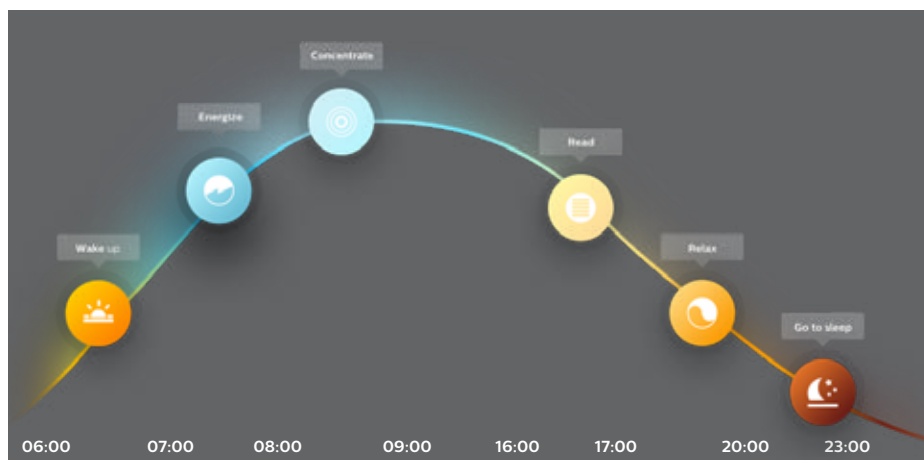 Concentrate
Energize
Read
Wake up
Relax
Go to sleep
06:00 07:00 08:00 09:00 16:00 17:00 20:00 23:00